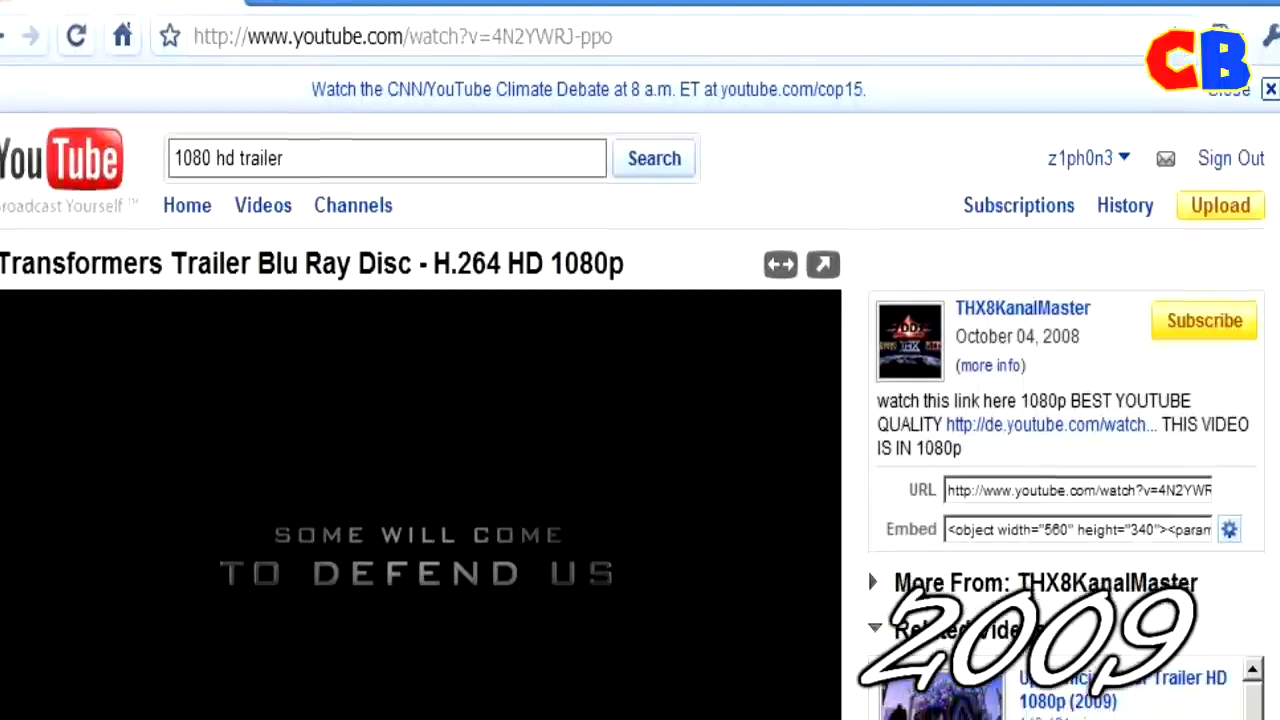 http://www.youtube.com/watch?v=4N2YWRJ-ppo
CB
Watch the CNN/YouTube Climate Debate at 8 a.m. ET at youtube.com/cop15.
Close
You Tube
1080 hd trailer
Search
z1ph0n3
Sign Out
Broadcast Yourself ™
Home
Videos
Channels
Subscriptions
History
Upload
Transformers Trailer Blu Ray Disc - H.264 HD 1080p
THX8KanalMaster
Subscribe
October 04, 2008
(more info)
watch this link here 1080p BEST YOUTUBE
QUALITY http://de.youtube.com/watch... THIS VIDEO
IS IN 1080p
URL http://www.youtube.com/watch?v=4N2YWR
Embed <object width="560" height="340"><param
SOME WILL COME
TO DEFEND US
More From: THX8KanalMaster
2009
Related Vide
Trailer HD
1080p (2009)